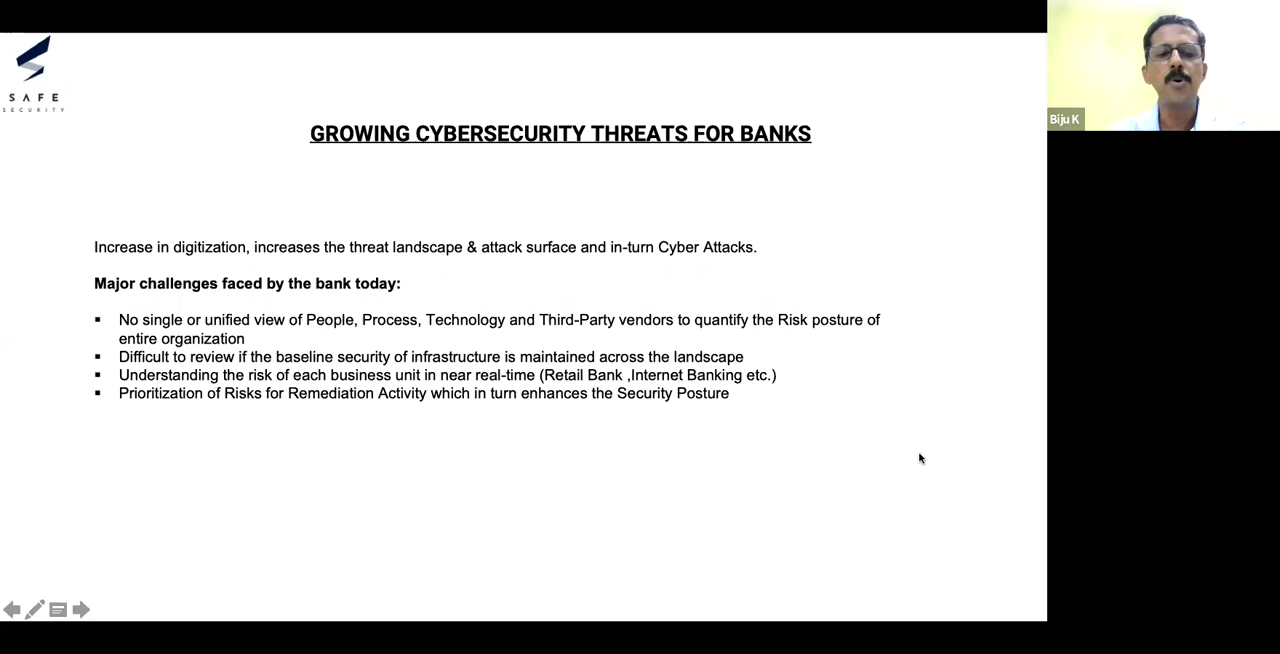 SAFE
SECURITY
GROWING CYBERSECURITY THREATS FOR BANKS
Biju K
Increase in digitization, increases the threat landscape & attack surface and in-turn Cyber Attacks.
Major challenges faced by the bank today:
▪ No single or unified view of People, Process, Technology and Third-Party vendors to quantify the Risk posture of
entire organization
▪ Difficult to review if the baseline security of infrastructure is maintained across the landscape
▪ Understanding the risk of each business unit in near real-time (Retail Bank ,Internet Banking etc.)
▪ Prioritization of Risks for Remediation Activity which in turn enhances the Security Posture